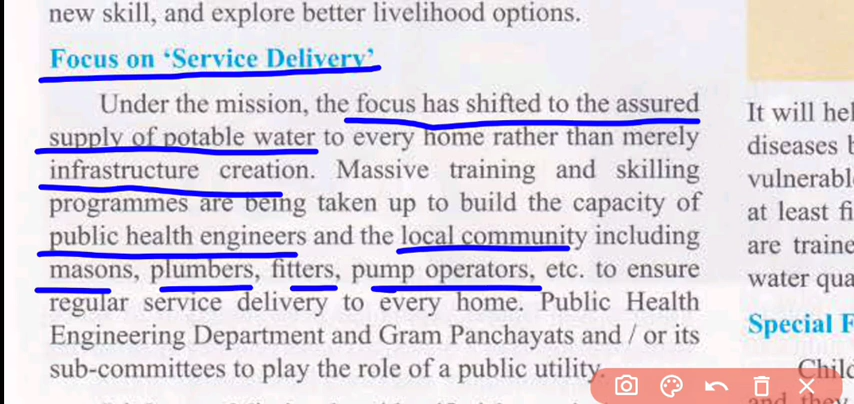 new skill, and explore better livelihood options.
Focus on ‘Service Delivery’
Under the mission, the focus has shifted to the assured
supply of potable water to every home rather than merely
infrastructure creation. Massive training and skilling
programmes are being taken up to build the capacity of
public health engineers and the local community including
masons, plumbers, fitters, pump operators, etc. to ensure
regular service delivery to every home. Public Health
Engineering Department and Gram Panchayats and / or its
sub-committees to play the role of a public utility.
It will hel
diseases b
vulnerabl
at least fi
are traine
water qua
Special F
Chil
and they